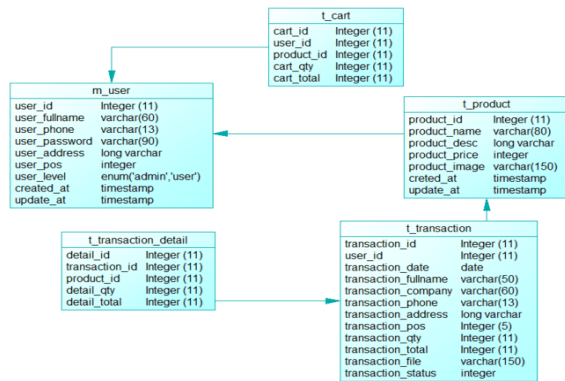 t_cart
cart_id Integer (11)
user_id Integer (11)
product_id Integer (11)
cart_qty Integer (11)
cart_total Integer (11)
m_user
user_id Integer (11)
user_fullname varchar(60)
user_phone varchar(13)
user_password varchar(90)
user_address long varchar
user_pos integer
user_level enum('admin','user')
created_at timestamp
update_at timestamp
t_product
product_id Integer (11)
product_name varchar(80)
product_desc long varchar
product_price integer
product_image varchar(150)
creted_at timestamp
update_at timestamp
t_transaction_detail
detail_id Integer (11)
transaction_id Integer (11)
product_id Integer (11)
detail_qty Integer (11)
detail_total Integer (11)
t_transaction
transaction_id Integer (11)
user_id Integer (11)
transaction_date date
transaction_fullname varchar(50)
transaction_company varchar(60)
transaction_phone varchar(13)
transaction_address long varchar
transaction_pos Integer (5)
transaction_qty Integer (11)
transaction_total Integer (11)
transaction_file varchar(150)
transaction_status integer